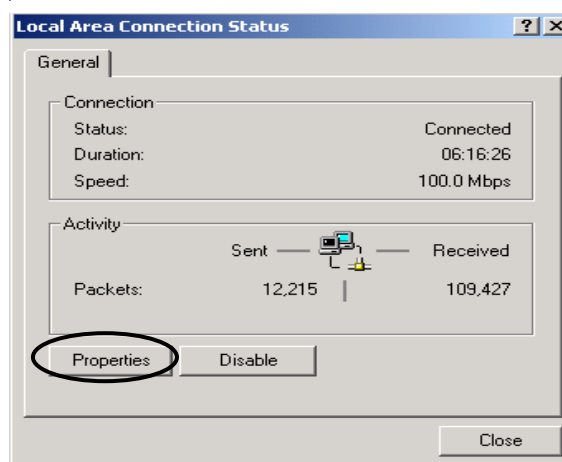 Local Area Connection Status
General
Connection
Status: Connected
Duration: 06:16:26
Speed: 100.0 Mbps
Activity
Sent Received
Packets: 12,215 109,427
Properties Disable
Close